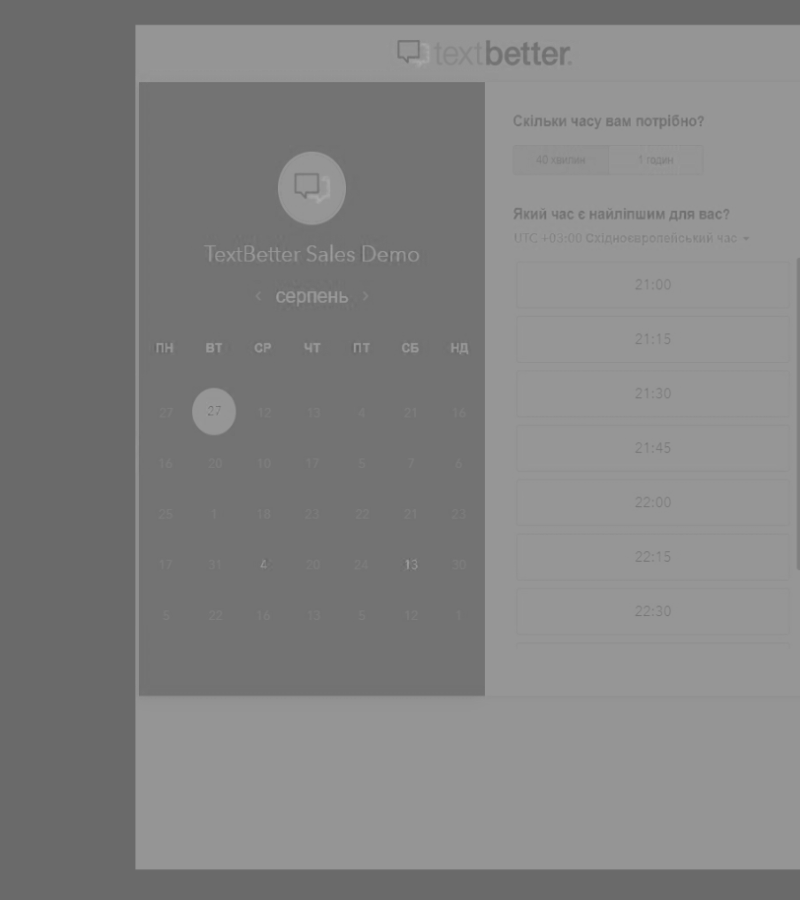 textbetter.
TextBetter Sales Demo
‹ серпень ›
ПН ВТ СР ЧТ ПТ СБ НД
27 27 12 13 4 21 16
16 30 10 17 5 7 6
25 1 18 23 22 21 23
17 31 4 20 24 13 30
5 22 16 13 5 12 1
Скільки часу вам потрібно?
40 хвилин 1 годин
Який час є найліпшим для вас?
UTC +03:00 Східноєвропейський час
21:00
21:15
21:30
21:45
22:00
22:15
22:30